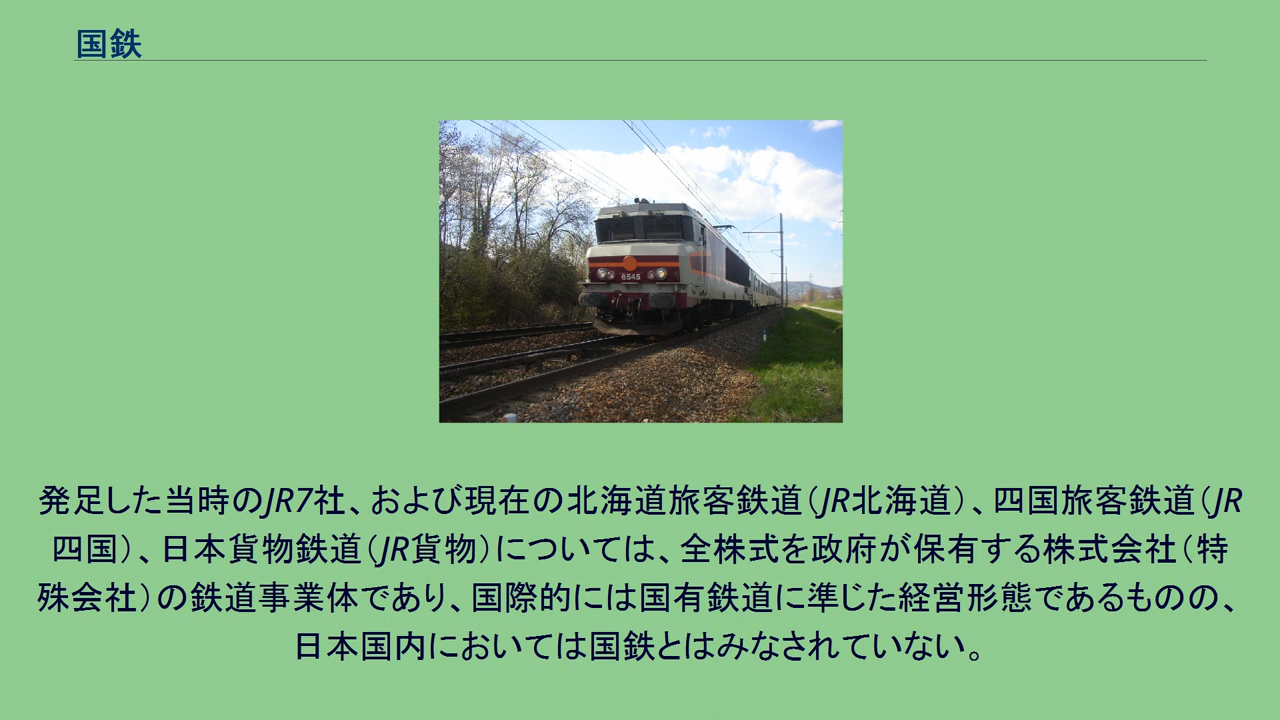 国鉄
6545
発足した当時のJR7社、および現在の北海道旅客鉄道（JR北海道）、四国旅客鉄道（JR
四国）、日本貨物鉄道（JR貨物）については、全株式を政府が保有する株式会社（特
殊会社）の鉄道事業体であり、国際的には国有鉄道に準じた経営形態であるものの、
日本国内においては国鉄とはみなされていない。